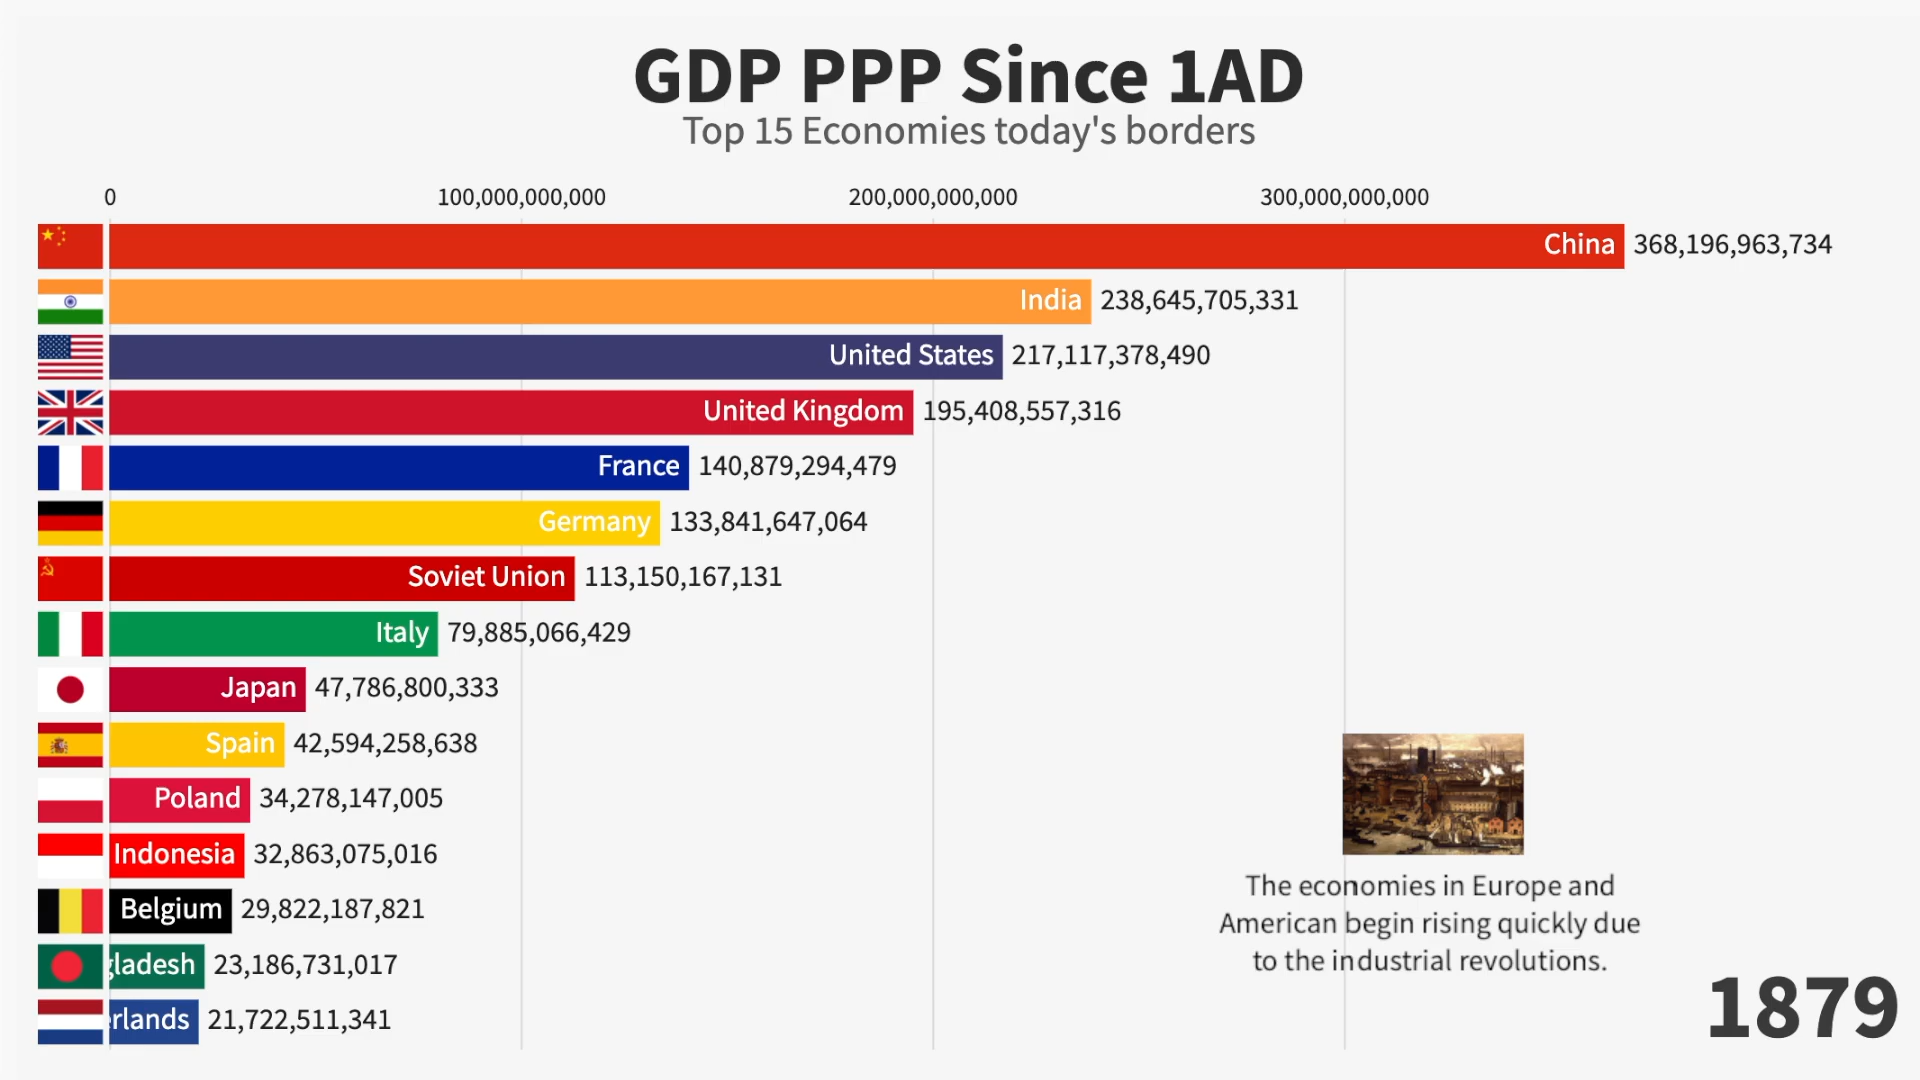 GDP PPP Since 1AD
Top 15 Economies today's borders
0 100,000,000,000 200,000,000,000 300,000,000,000
China 368,196,963,734
India 238,645,705,331
United States 217,117,378,490
United Kingdom 195,408,557,316
France 140,879,294,479
Germany 133,841,647,064
Soviet Union 113,150,167,131
Italy 79,885,066,429
Japan 47,786,800,333
Spain 42,594,258,638
Poland 34,278,147,005
Indonesia 32,863,075,016
Belgium 29,822,187,821
gladesh 23,186,731,017
erlands 21,722,511,341
The economies in Europe and
American begin rising quickly due
to the industrial revolutions.
1879